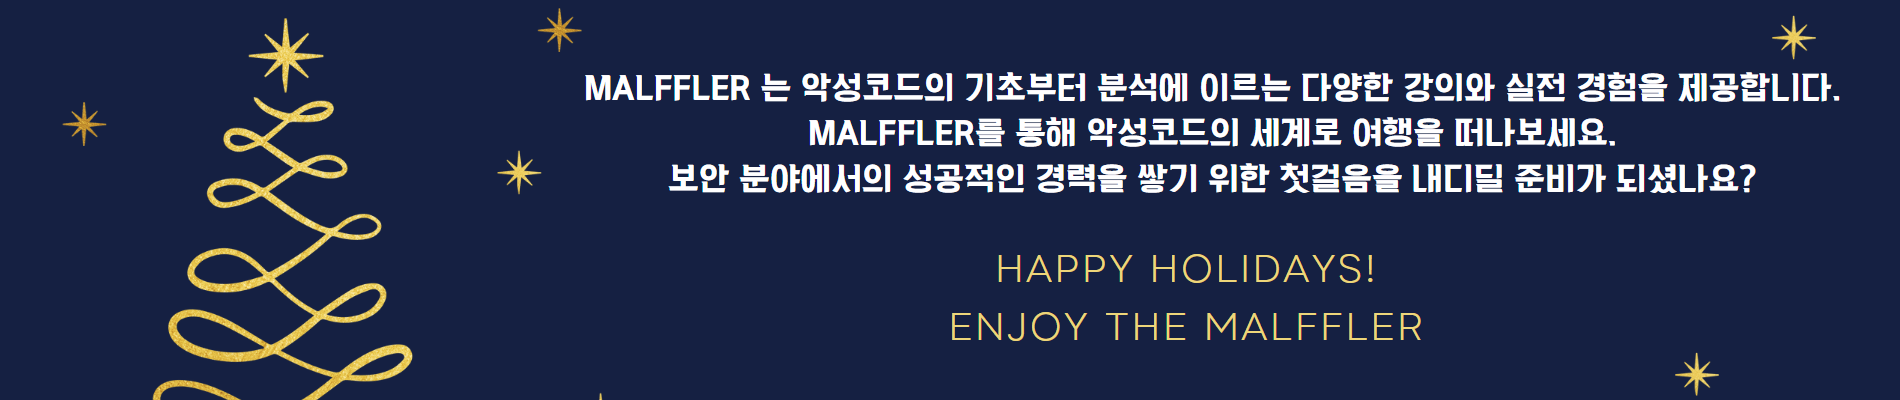 MALFFLER 는 악성코드의 기초부터 분석에 이르는 다양한 강의와 실전 경험을 제공합니다.
MALFFLER를 통해 악성코드의 세계로 여행을 떠나보세요.
보안 분야에서의 성공적인 경력을 쌓기 위한 첫걸음을 내디딜 준비가 되셨나요?
HAPPY HOLIDAYS!
ENJOY THE MALFFLER